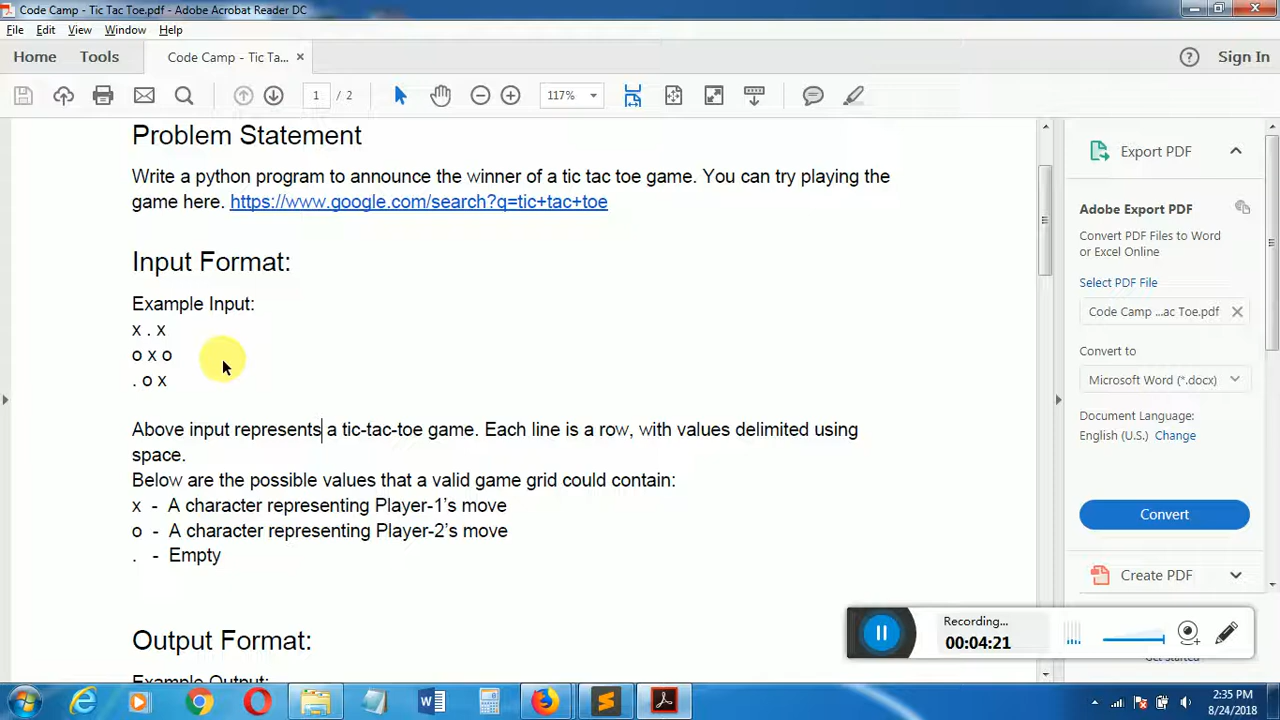 Code Camp - Tic Tac Toe.pdf - Adobe Acrobat Reader DC
File Edit View Window Help
Home Tools Code Camp - Tic Ta... × Sign In
1 / 2 117%
Problem Statement
Write a python program to announce the winner of a tic tac toe game. You can try playing the
game here. https://www.google.com/search?q=tic+tac+toe
Input Format:
Example Input:
x . x
o x o
. o x
Above input represents a tic-tac-toe game. Each line is a row, with values delimited using
space.
Below are the possible values that a valid game grid could contain:
x - A character representing Player-1's move
o - A character representing Player-2's move
. - Empty
Output Format:
Example Output:
Export PDF
Adobe Export PDF
Convert PDF Files to Word
or Excel Online
Select PDF File
Code Camp ...ac Toe.pdf
Convert to
Microsoft Word (*.docx)
Document Language:
English (U.S.) Change
Convert
Create PDF
Recording...
00:04:21
Get Started
2:35 PM
8/24/2018